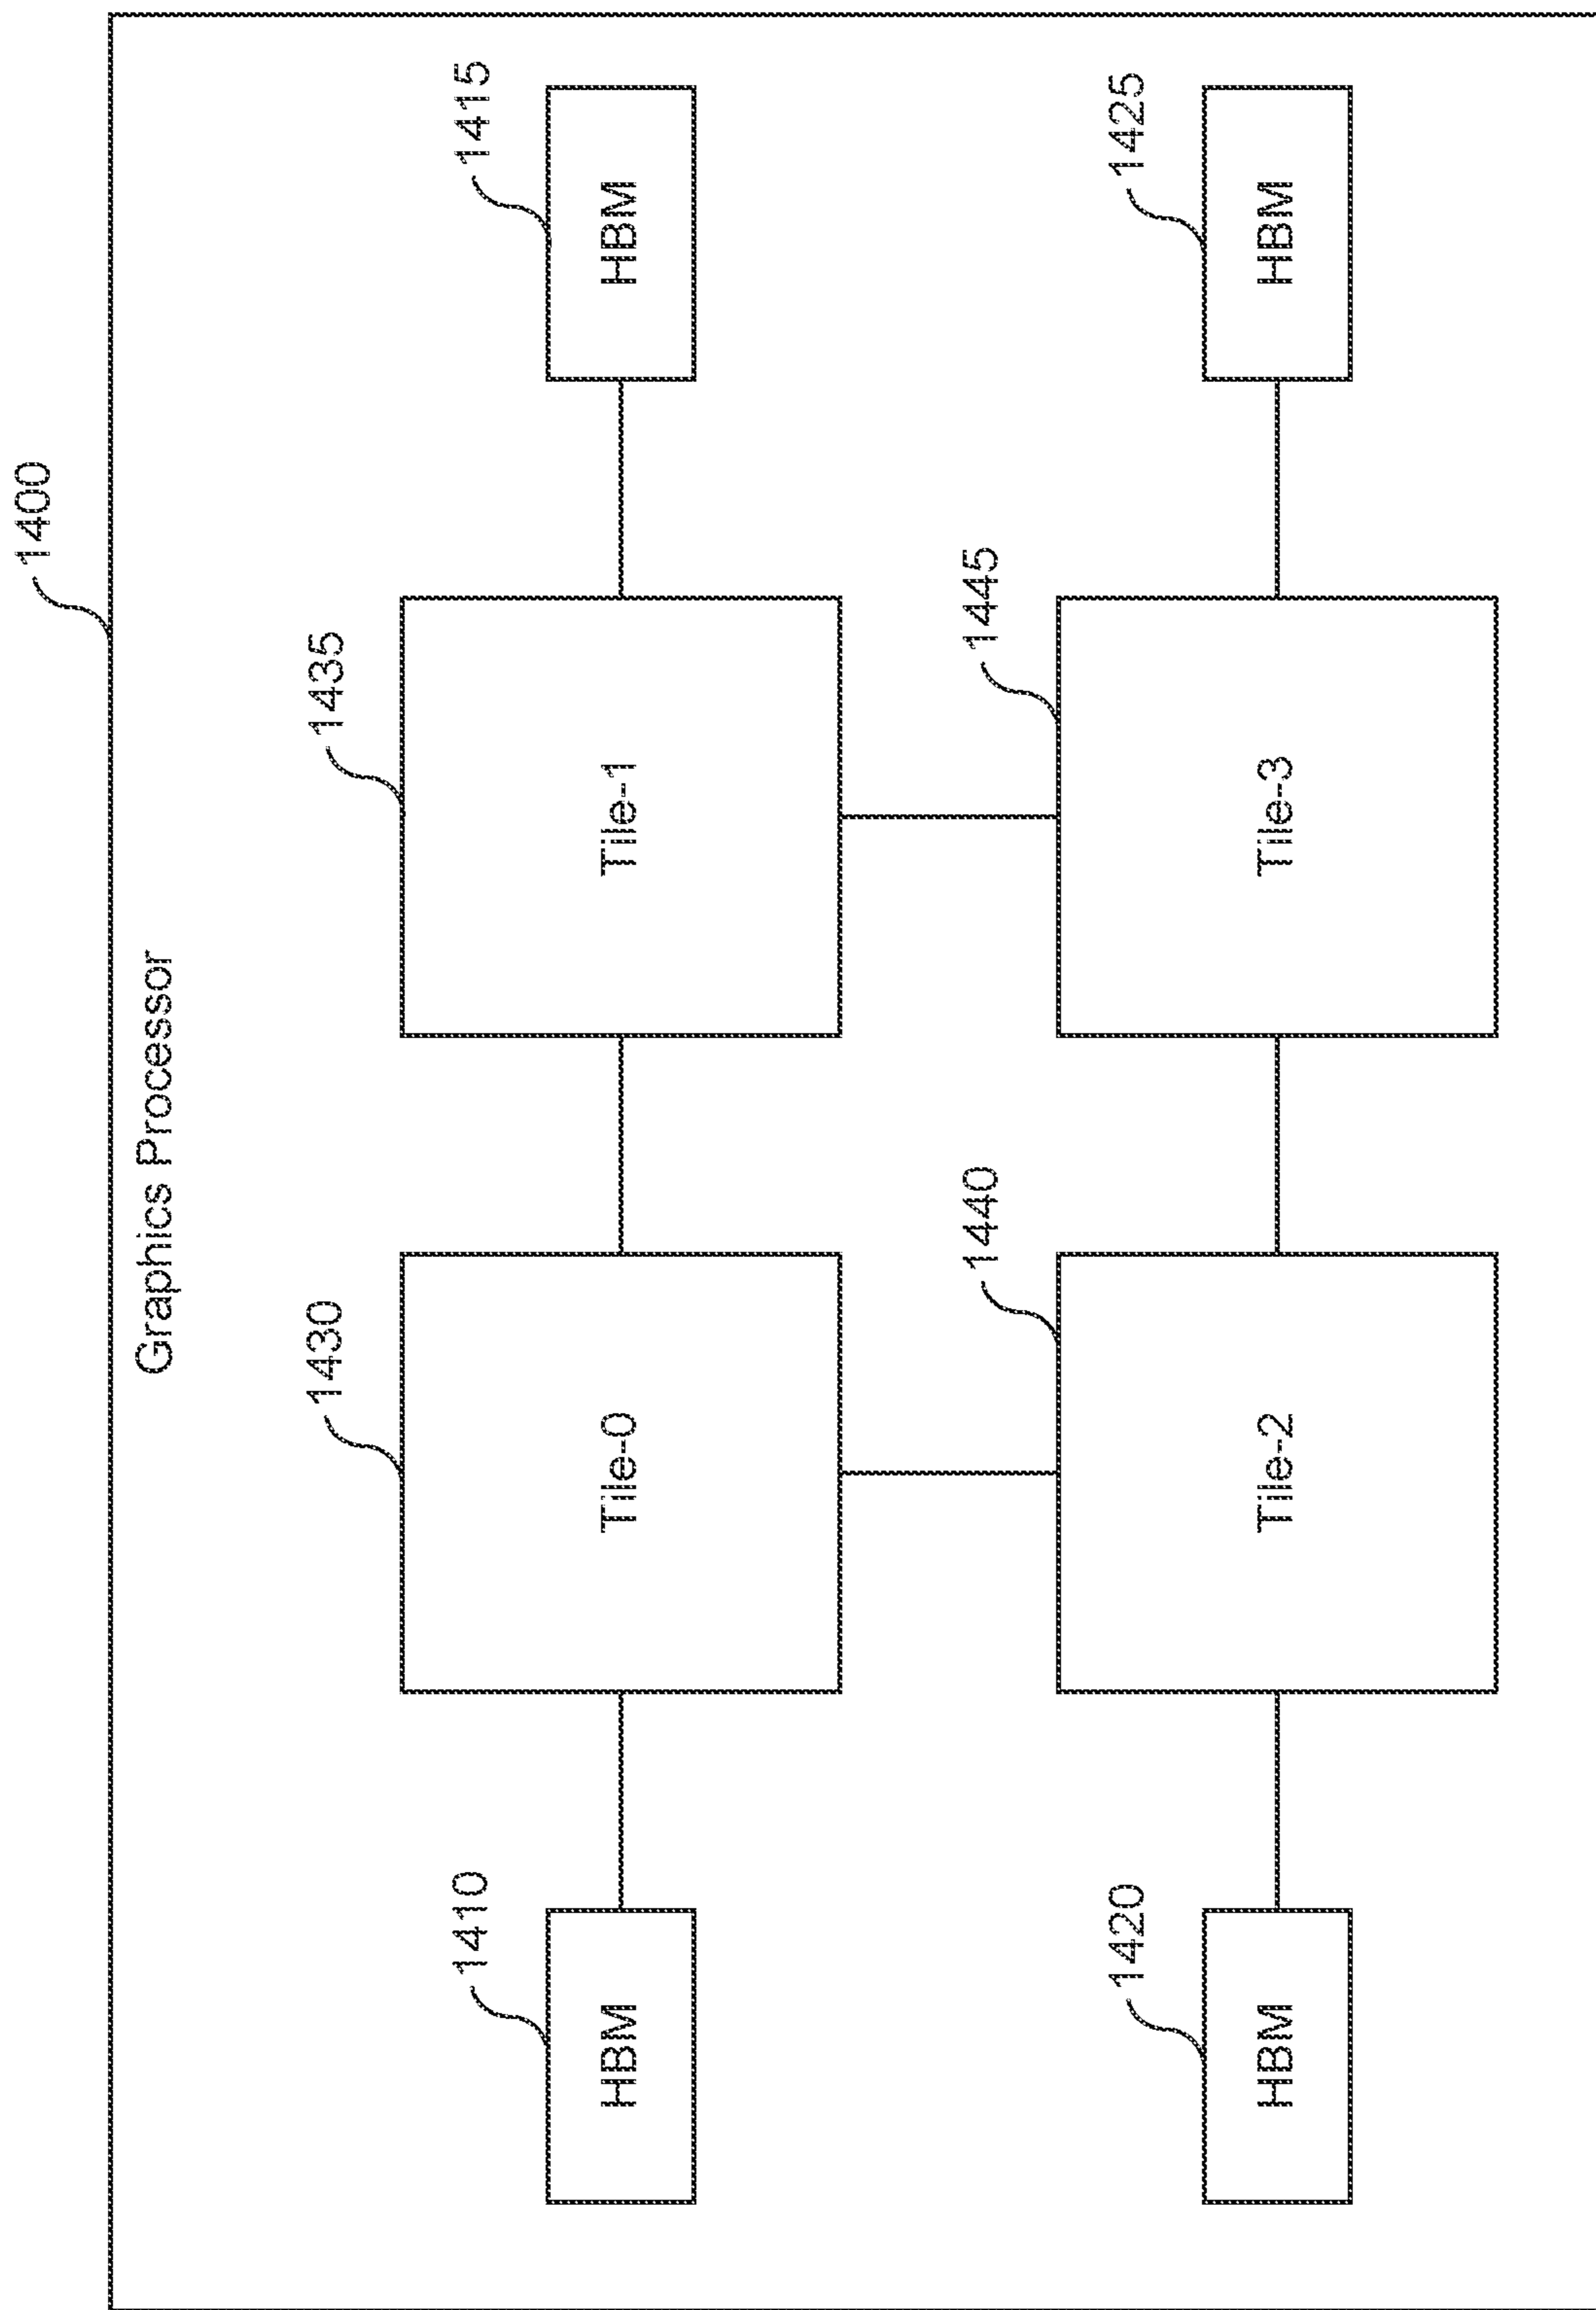 1400
Graphics Processor
1430
1435
1410
1415
HBM
Tile-0
Tile-1
HBM
1440
1445
1420
1425
HBM
Tile-2
Tile-3
HBM